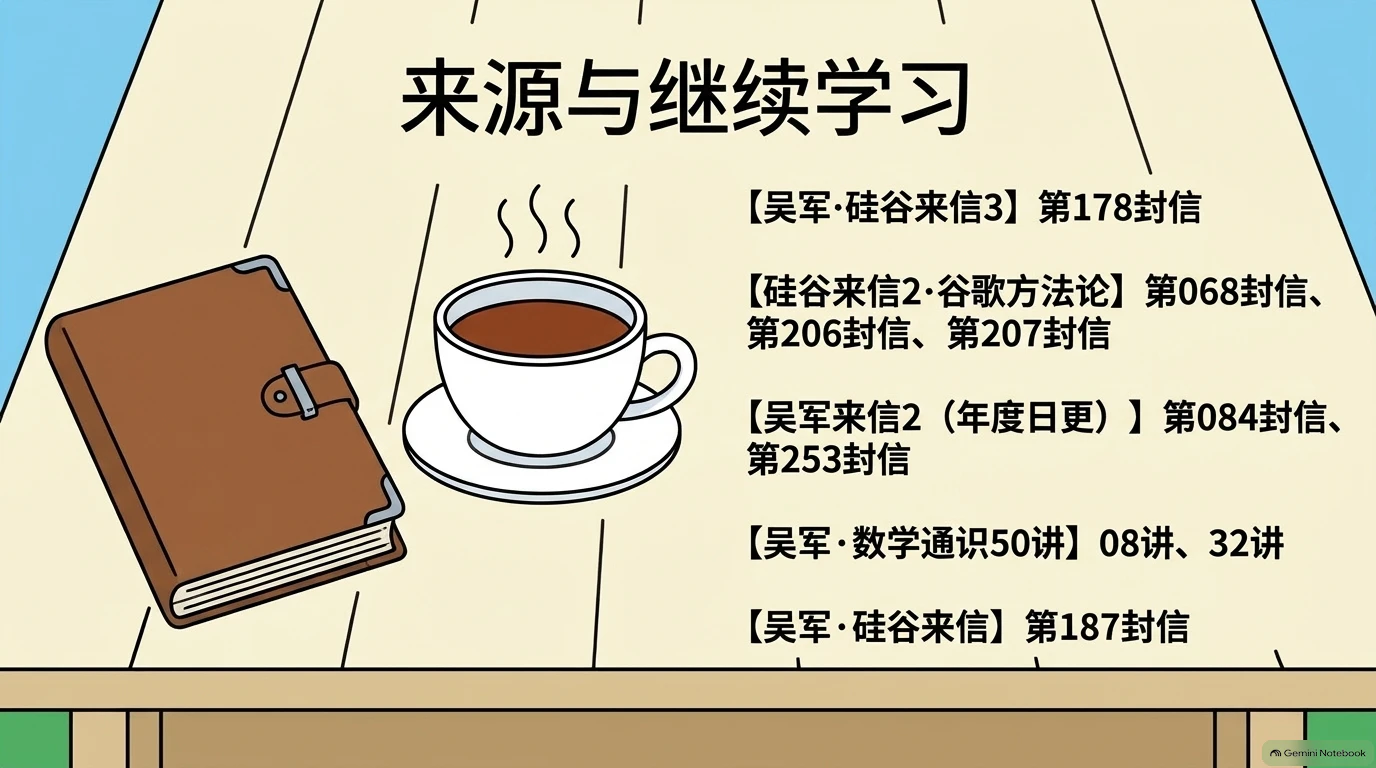 来源与继续学习
【吴军·硅谷来信3】第178封信
【硅谷来信2·谷歌方法论】第068封信、
第206封信、第207封信
【吴军来信2（年度日更）】第084封信、
第253封信
【吴军·数学通识50讲】08讲、32讲
【吴军·硅谷来信】第187封信
Gemini Notebook